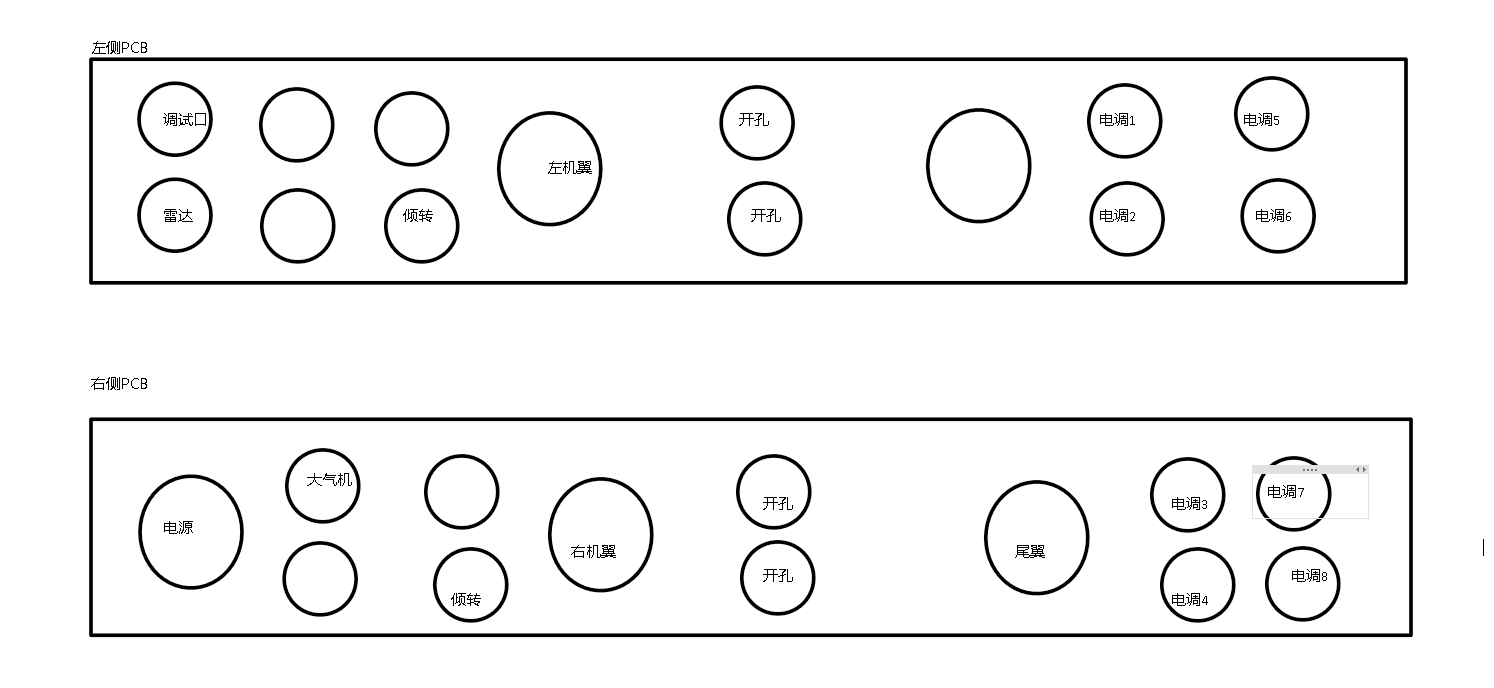 左侧PCB
调试口
开孔
电调1
电调5
左机翼
雷达
倾转
开孔
电调2
电调6
右侧PCB
大气机
开孔
电调3
电调7
电源
右机翼
尾翼
倾转
开孔
电调4
电调8